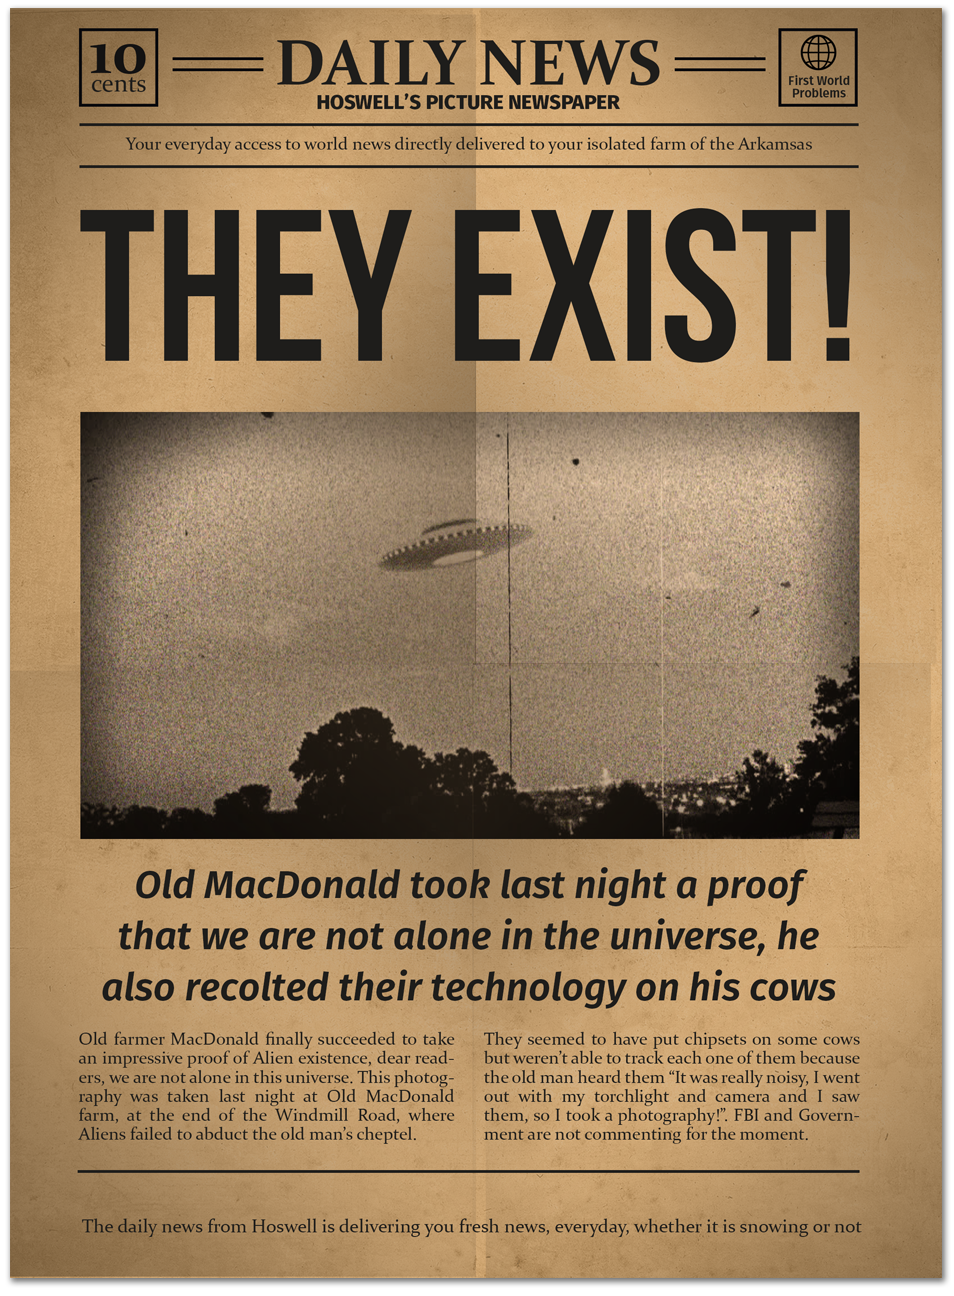 10
cents
DAILY NEWS
HOSWELL'S PICTURE NEWSPAPER
First World
Problems
Your everyday access to world news directly delivered to your isolated farm of the Arkamsas
THEY EXIST!
Old MacDonald took last night a proof
that we are not alone in the universe, he
also recolted their technology on his cows
Old farmer MacDonald finally succeeded to take
an impressive proof of Alien existence, dear read-
ers, we are not alone in this universe. This photog-
raphy was taken last night at Old MacDonald
farm, at the end of the Windmill Road, where
Aliens failed to abduct the old man's cheptel.
They seemed to have put chipsets on some cows
but weren't able to track each one of them because
the old man heard them “It was really noisy, I went
out with my torchlight and camera and I saw
them, so I took a photography!”. FBI and Govern-
ment are not commenting for the moment.
The daily news from Hoswell is delivering you fresh news, everyday, whether it is snowing or not